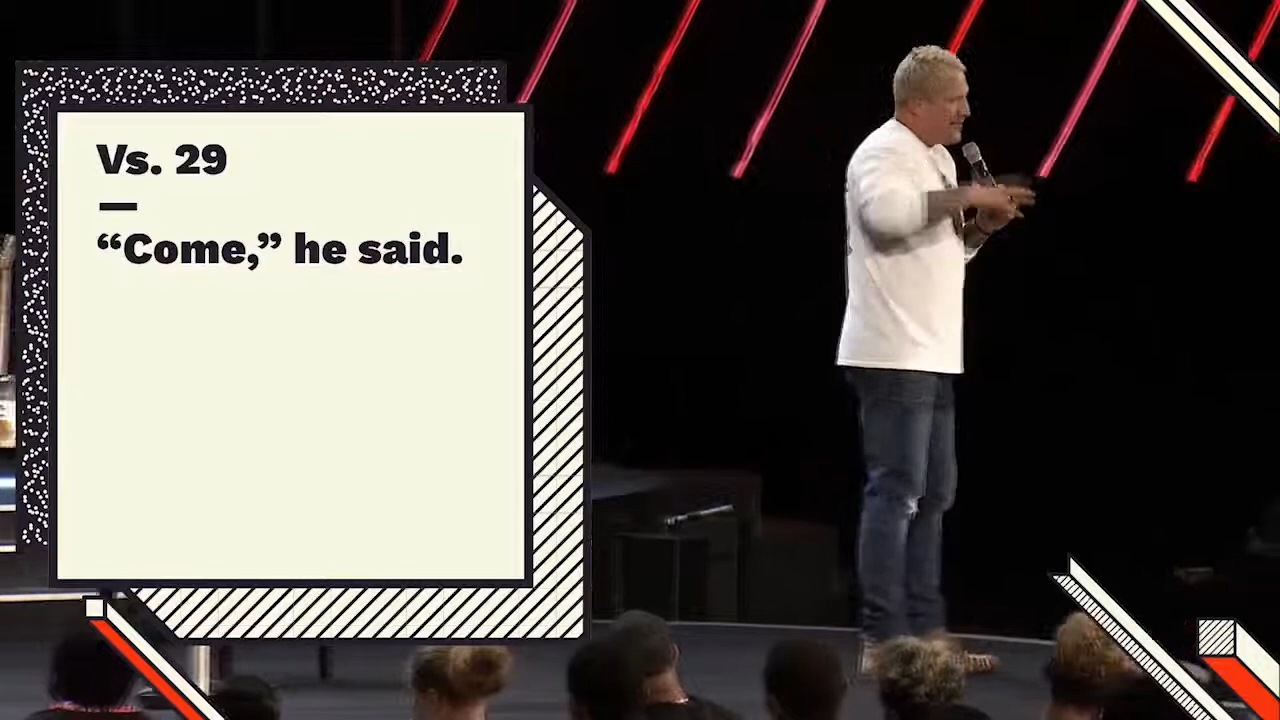 Vs. 29
“Come,” he said.